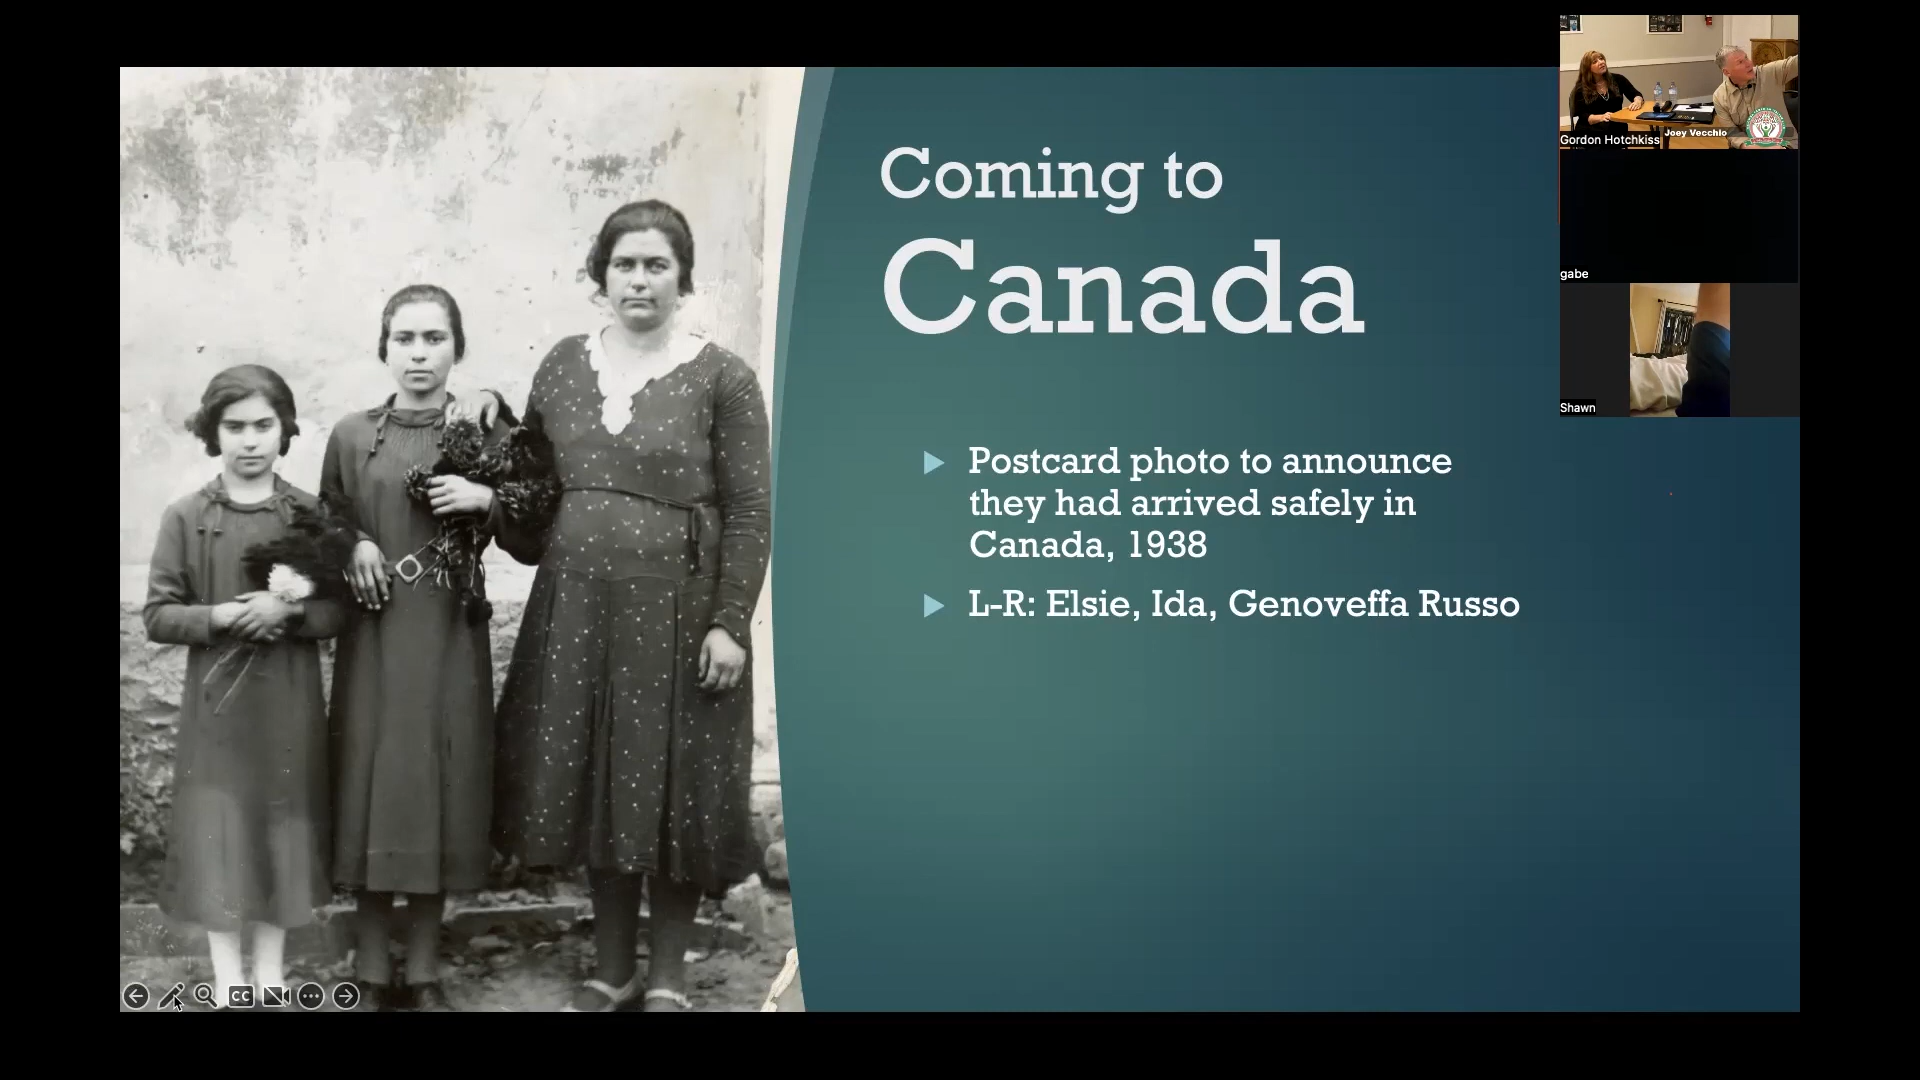 Coming to
Canada
Postcard photo to announce
they had arrived safely in
Canada, 1938
L-R: Elsie, Ida, Genoveffa Russo
Gordon Hotchkiss
Joey Vecchio
gabe
Shawn
CC